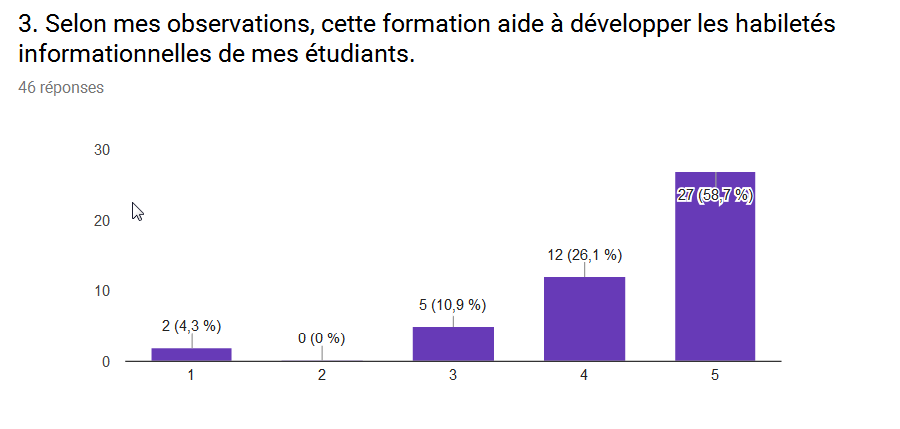 3. Selon mes observations, cette formation aide à développer les habiletés
informationnelles de mes étudiants.
46 réponses
30
20
10
0
2 (4,3 %)
0 (0 %)
5 (10,9 %)
12 (26,1 %)
27 (58,7 %)
1
2
3
4
5